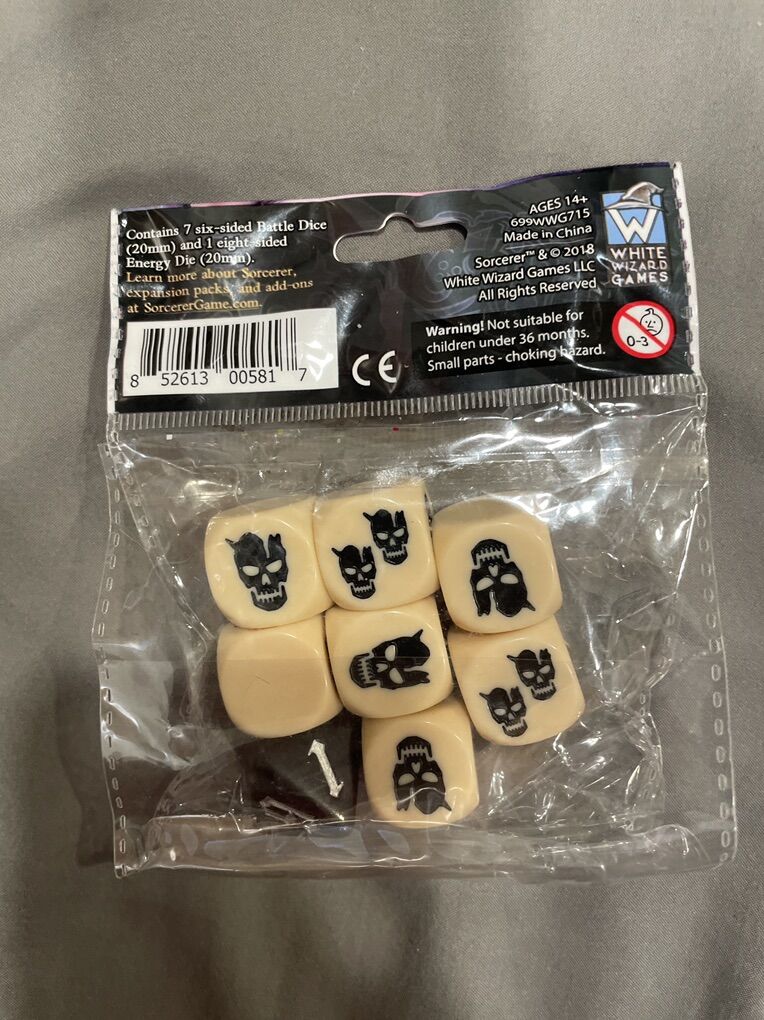 Contains 7 six-sided Battle Dice
(20mm) and 1 eight-sided
Energy Die (20mm).
Learn more about Sorcerer,
expansion packs, and add-ons
at SorcererGame.com.
8 52613 00581 7
CE
AGES 14+
699WWG715
Made in China
Sorcerer™ & © 2018
White Wizard Games LLC
All Rights Reserved
W
WHITE
WIZARD
GAMES
Warning! Not suitable for
children under 36 months.
Small parts - choking hazard.
0-3